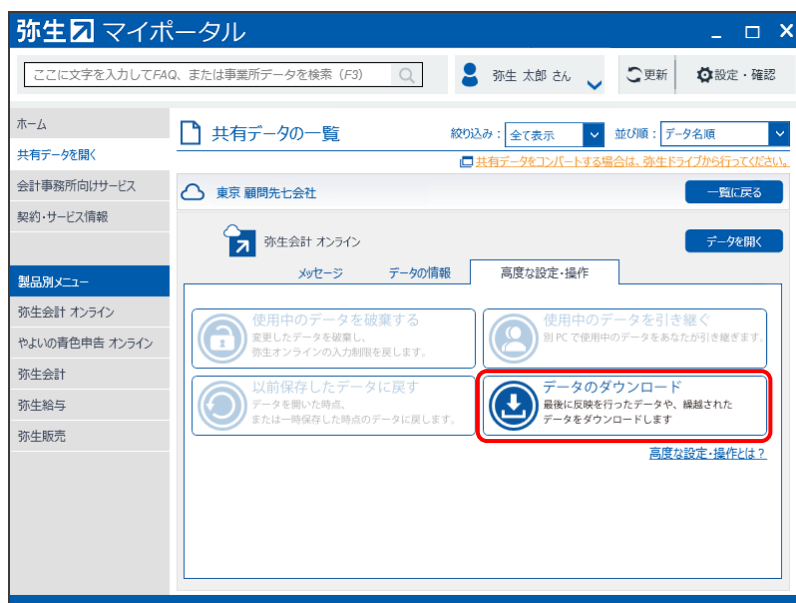 弥生 マイポータル
ここに文字を入力してFAQ、または事業所データを検索（F3）
弥生 太郎 さん
更新
設定・確認
ホーム
共有データを開く
会計事務所向けサービス
契約・サービス情報
製品別メニュー
弥生会計 オンライン
やよいの青色申告 オンライン
弥生会計
弥生給与
弥生販売
共有データの一覧
絞り込み：
全て表示
並び順：
データ名順
共有データをコンバートする場合は、弥生ドライブから行ってください。
東京 顧問先七会社
一覧に戻る
弥生会計 オンライン
データを開く
メッセージ
データの情報
高度な設定・操作
使用中のデータを破棄する
変更したデータを破棄し、
弥生オンラインの入力制限を戻します。
使用中のデータを引き継ぐ
別 PC で使用中のデータをあなたが引き継ぎます。
以前保存したデータに戻す
データを開いた時点、
または一時保存した時点のデータに戻します。
データのダウンロード
最後に反映を行ったデータや、繰越された
データをダウンロードします
高度な設定・操作とは？